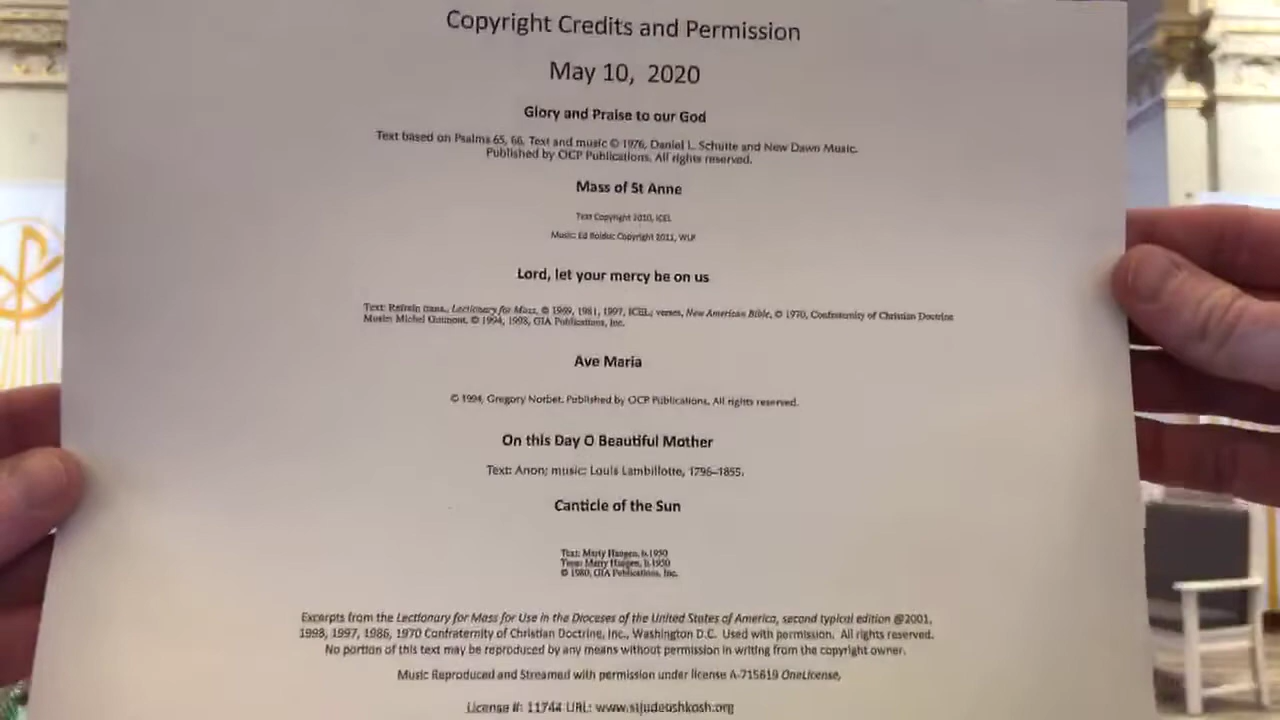 Copyright Credits and Permission
May 10, 2020
Glory and Praise to our God
Text based on Psalms 65, 66. Text and music © 1976, Daniel L. Schutte and New Dawn Music.
Published by OCP Publications. All rights reserved.
Mass of St Anne
Text Copyright 2010, ICEL
Music: Ed Bolduc Copyright 2011, WLP
Lord, let your mercy be on us
Text: Refrain trans., Lectionary for Mass, © 1969, 1981, 1997, ICEL; verses, New American Bible, © 1970, Confraternity of Christian Doctrine
Music: Michel Guimont, © 1994, 1998, GIA Publications, Inc.
Ave Maria
© 1994, Gregory Norbet. Published by OCP Publications. All rights reserved.
On this Day O Beautiful Mother
Text: Anon; music: Louis Lambillotte, 1796–1855.
Canticle of the Sun
Text: Marty Haugen, b.1950
Tune: Marty Haugen, b.1950
© 1980, GIA Publications, Inc.
Excerpts from the Lectionary for Mass for Use in the Dioceses of the United States of America, second typical edition @2001,
1998, 1997, 1986, 1970 Confraternity of Christian Doctrine, Inc., Washington D.C. Used with permission. All rights reserved.
No portion of this text may be reproduced by any means without permission in writing from the copyright owner.
Music Reproduced and Streamed with permission under license A-715619 OneLicense,
License #: 11744 URL: www.stjudeoshkosh.org